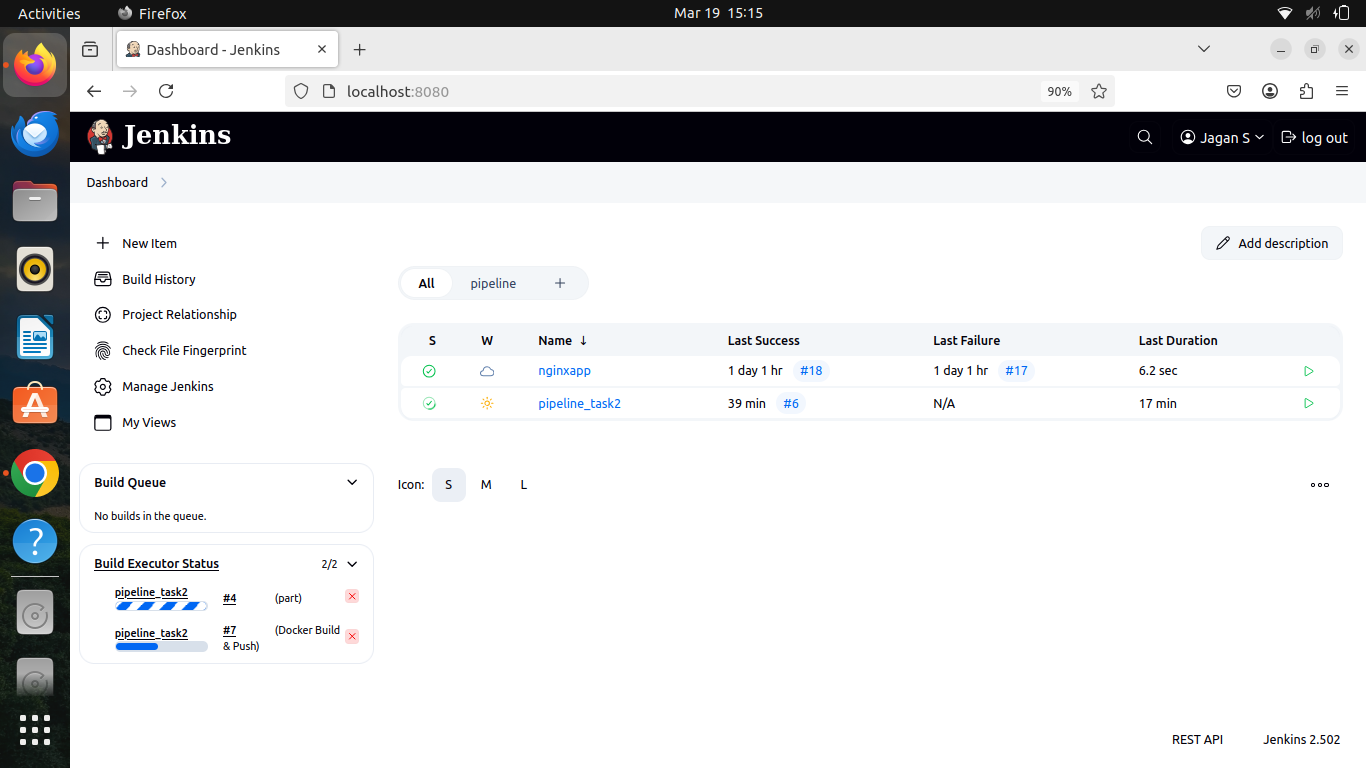 Activities Firefox Mar 19 15:15
Dashboard - Jenkins
localhost:8080 90%
Jenkins Jagan S log out
Dashboard
New Item
Build History
Project Relationship
Check File Fingerprint
Manage Jenkins
My Views
Build Queue
No builds in the queue.
Build Executor Status 2/2
pipeline_task2 #4 (part)
pipeline_task2 #7 (Docker Build
& Push)
Add description
All pipeline +
S W Name ↓ Last Success Last Failure Last Duration
nginxapp 1 day 1 hr #18 1 day 1 hr #17 6.2 sec
pipeline_task2 39 min #6 N/A 17 min
Icon: S M L
REST API Jenkins 2.502